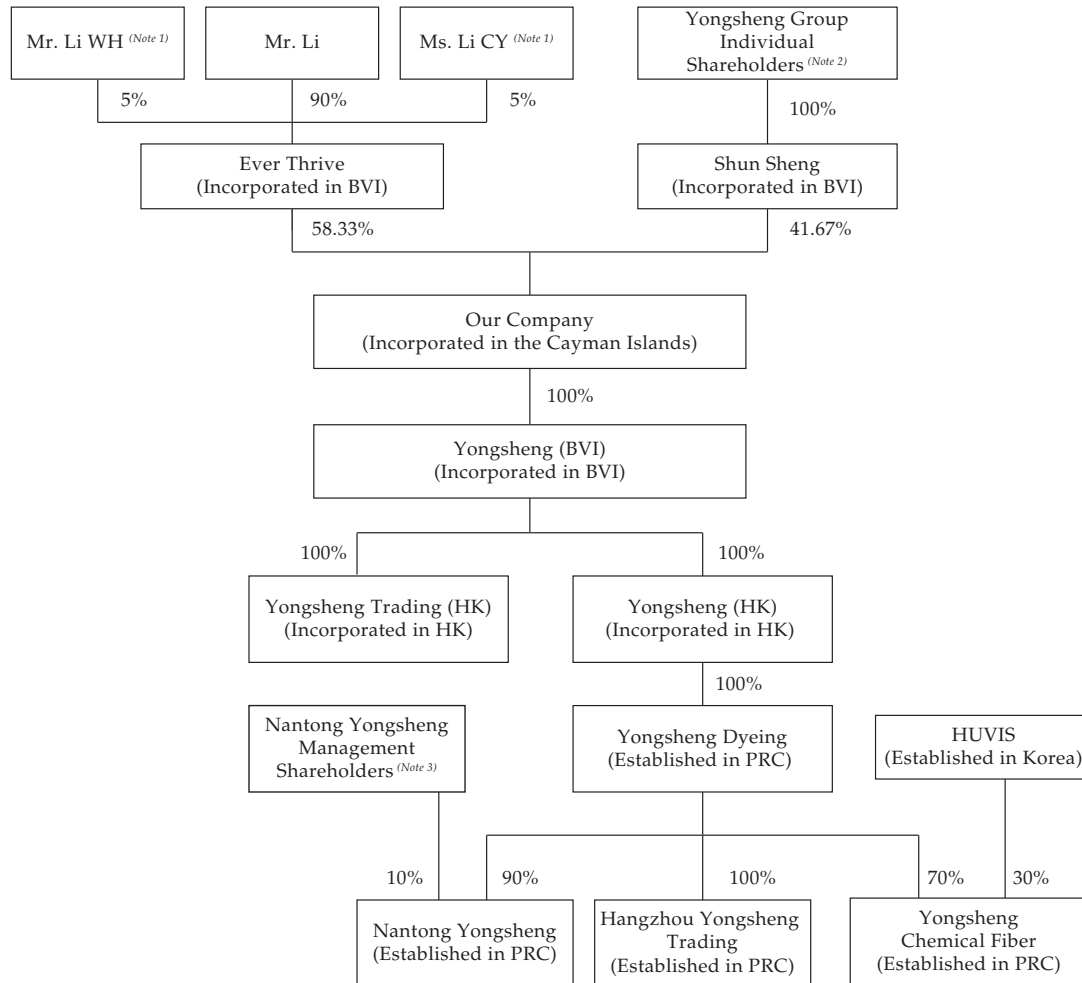 Mr. Li WH (Note 1)
Mr. Li
Ms. Li CY (Note 1)
Yongsheng Group
Individual
Shareholders (Note 2)
5%
90%
5%
100%
Ever Thrive
(Incorporated in BVI)
Shun Sheng
(Incorporated in BVI)
58.33%
41.67%
Our Company
(Incorporated in the Cayman Islands)
100%
Yongsheng (BVI)
(Incorporated in BVI)
100%
100%
Yongsheng Trading (HK)
(Incorporated in HK)
Yongsheng (HK)
(Incorporated in HK)
100%
Nantong Yongsheng
Management
Shareholders (Note 3)
Yongsheng Dyeing
(Established in PRC)
HUVIS
(Established in Korea)
10%
90%
100%
70%
30%
Nantong Yongsheng
(Established in PRC)
Hangzhou Yongsheng
Trading
(Established in PRC)
Yongsheng
Chemical Fiber
(Established in PRC)